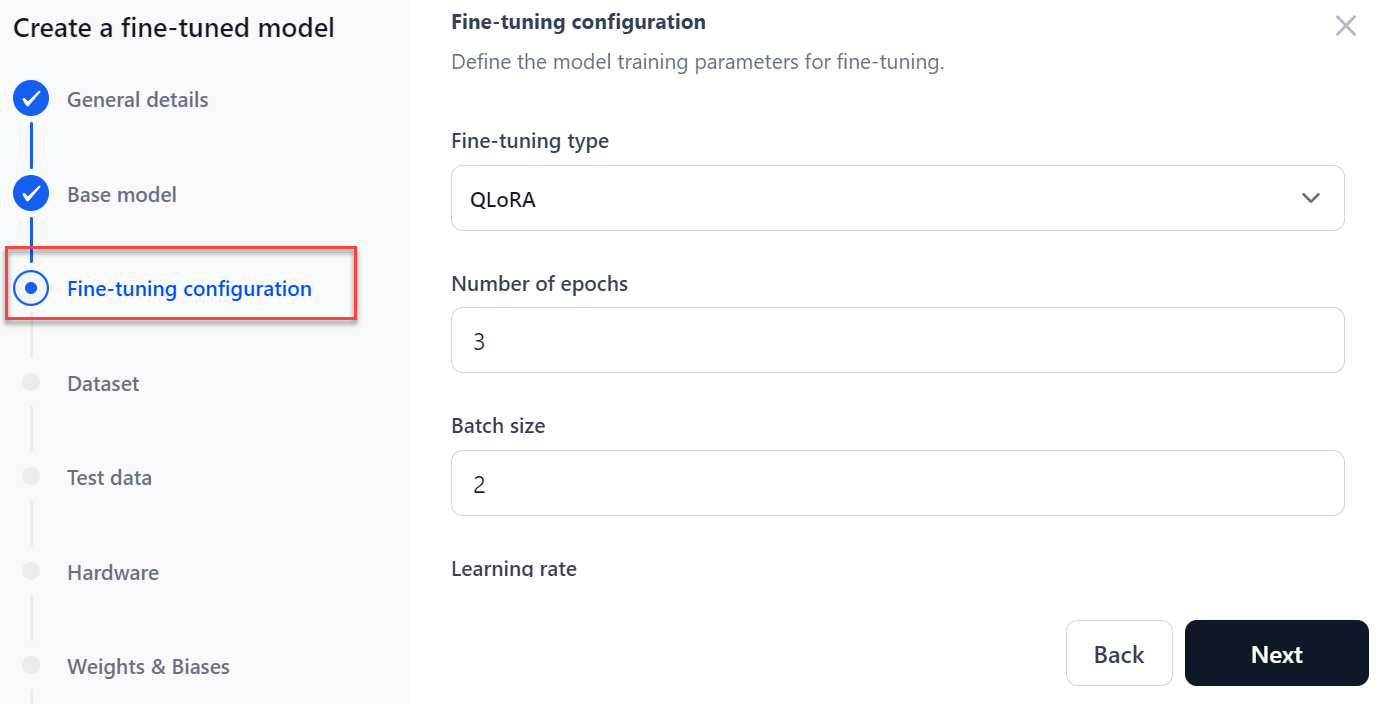 Create a fine-tuned model
General details
Base model
Fine-tuning configuration
Dataset
Test data
Hardware
Weights & Biases
Fine-tuning configuration
Define the model training parameters for fine-tuning.
Fine-tuning type
QLoRA
Number of epochs
3
Batch size
2
Learning rate
Back
Next